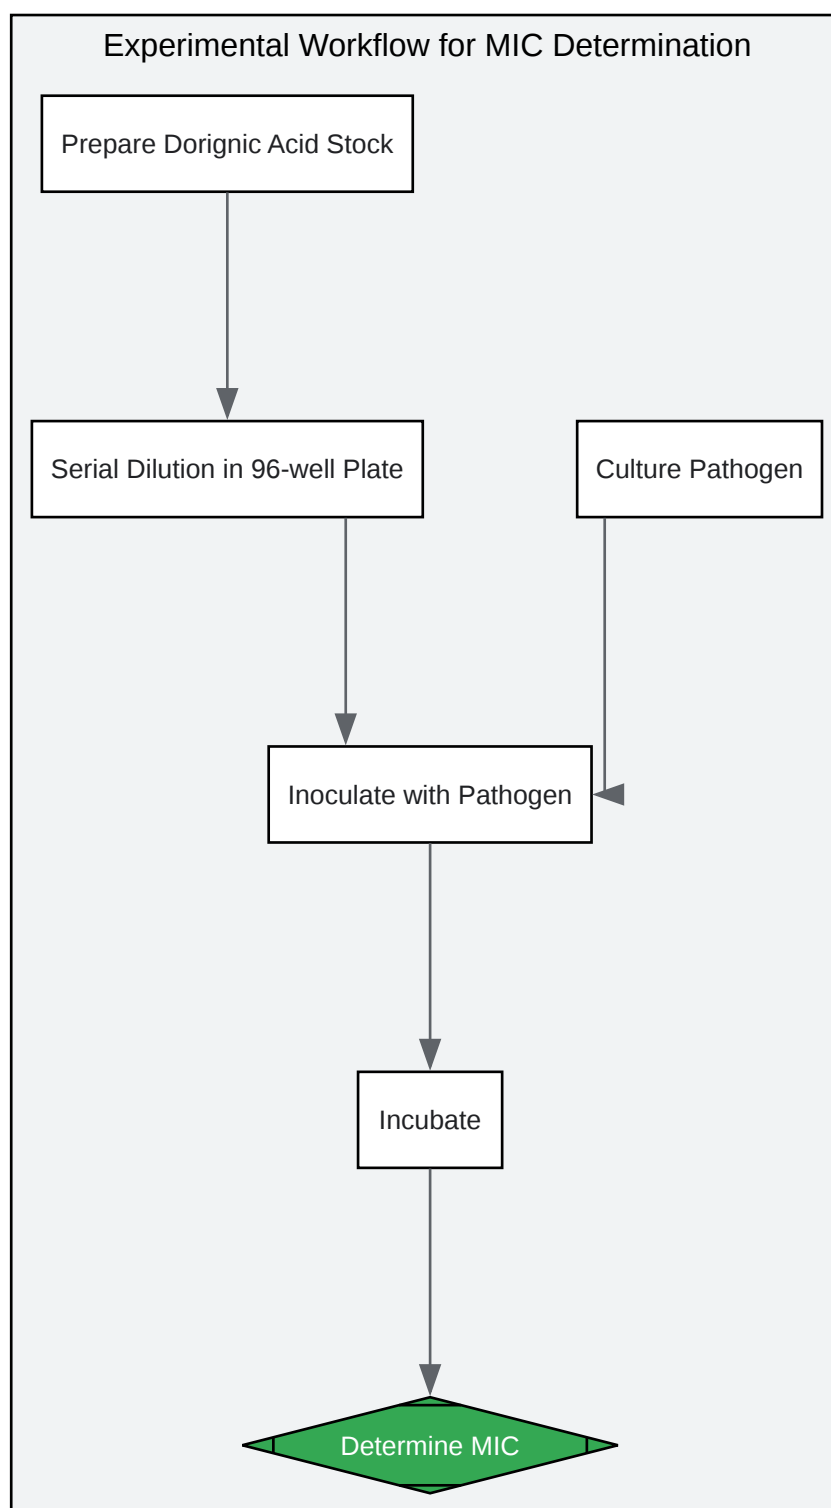 Experimental Workflow for MIC Determination
Prepare Dorignic Acid Stock
Serial Dilution in 96-well Plate
Culture Pathogen
Inoculate with Pathogen
Incubate
Determine MIC